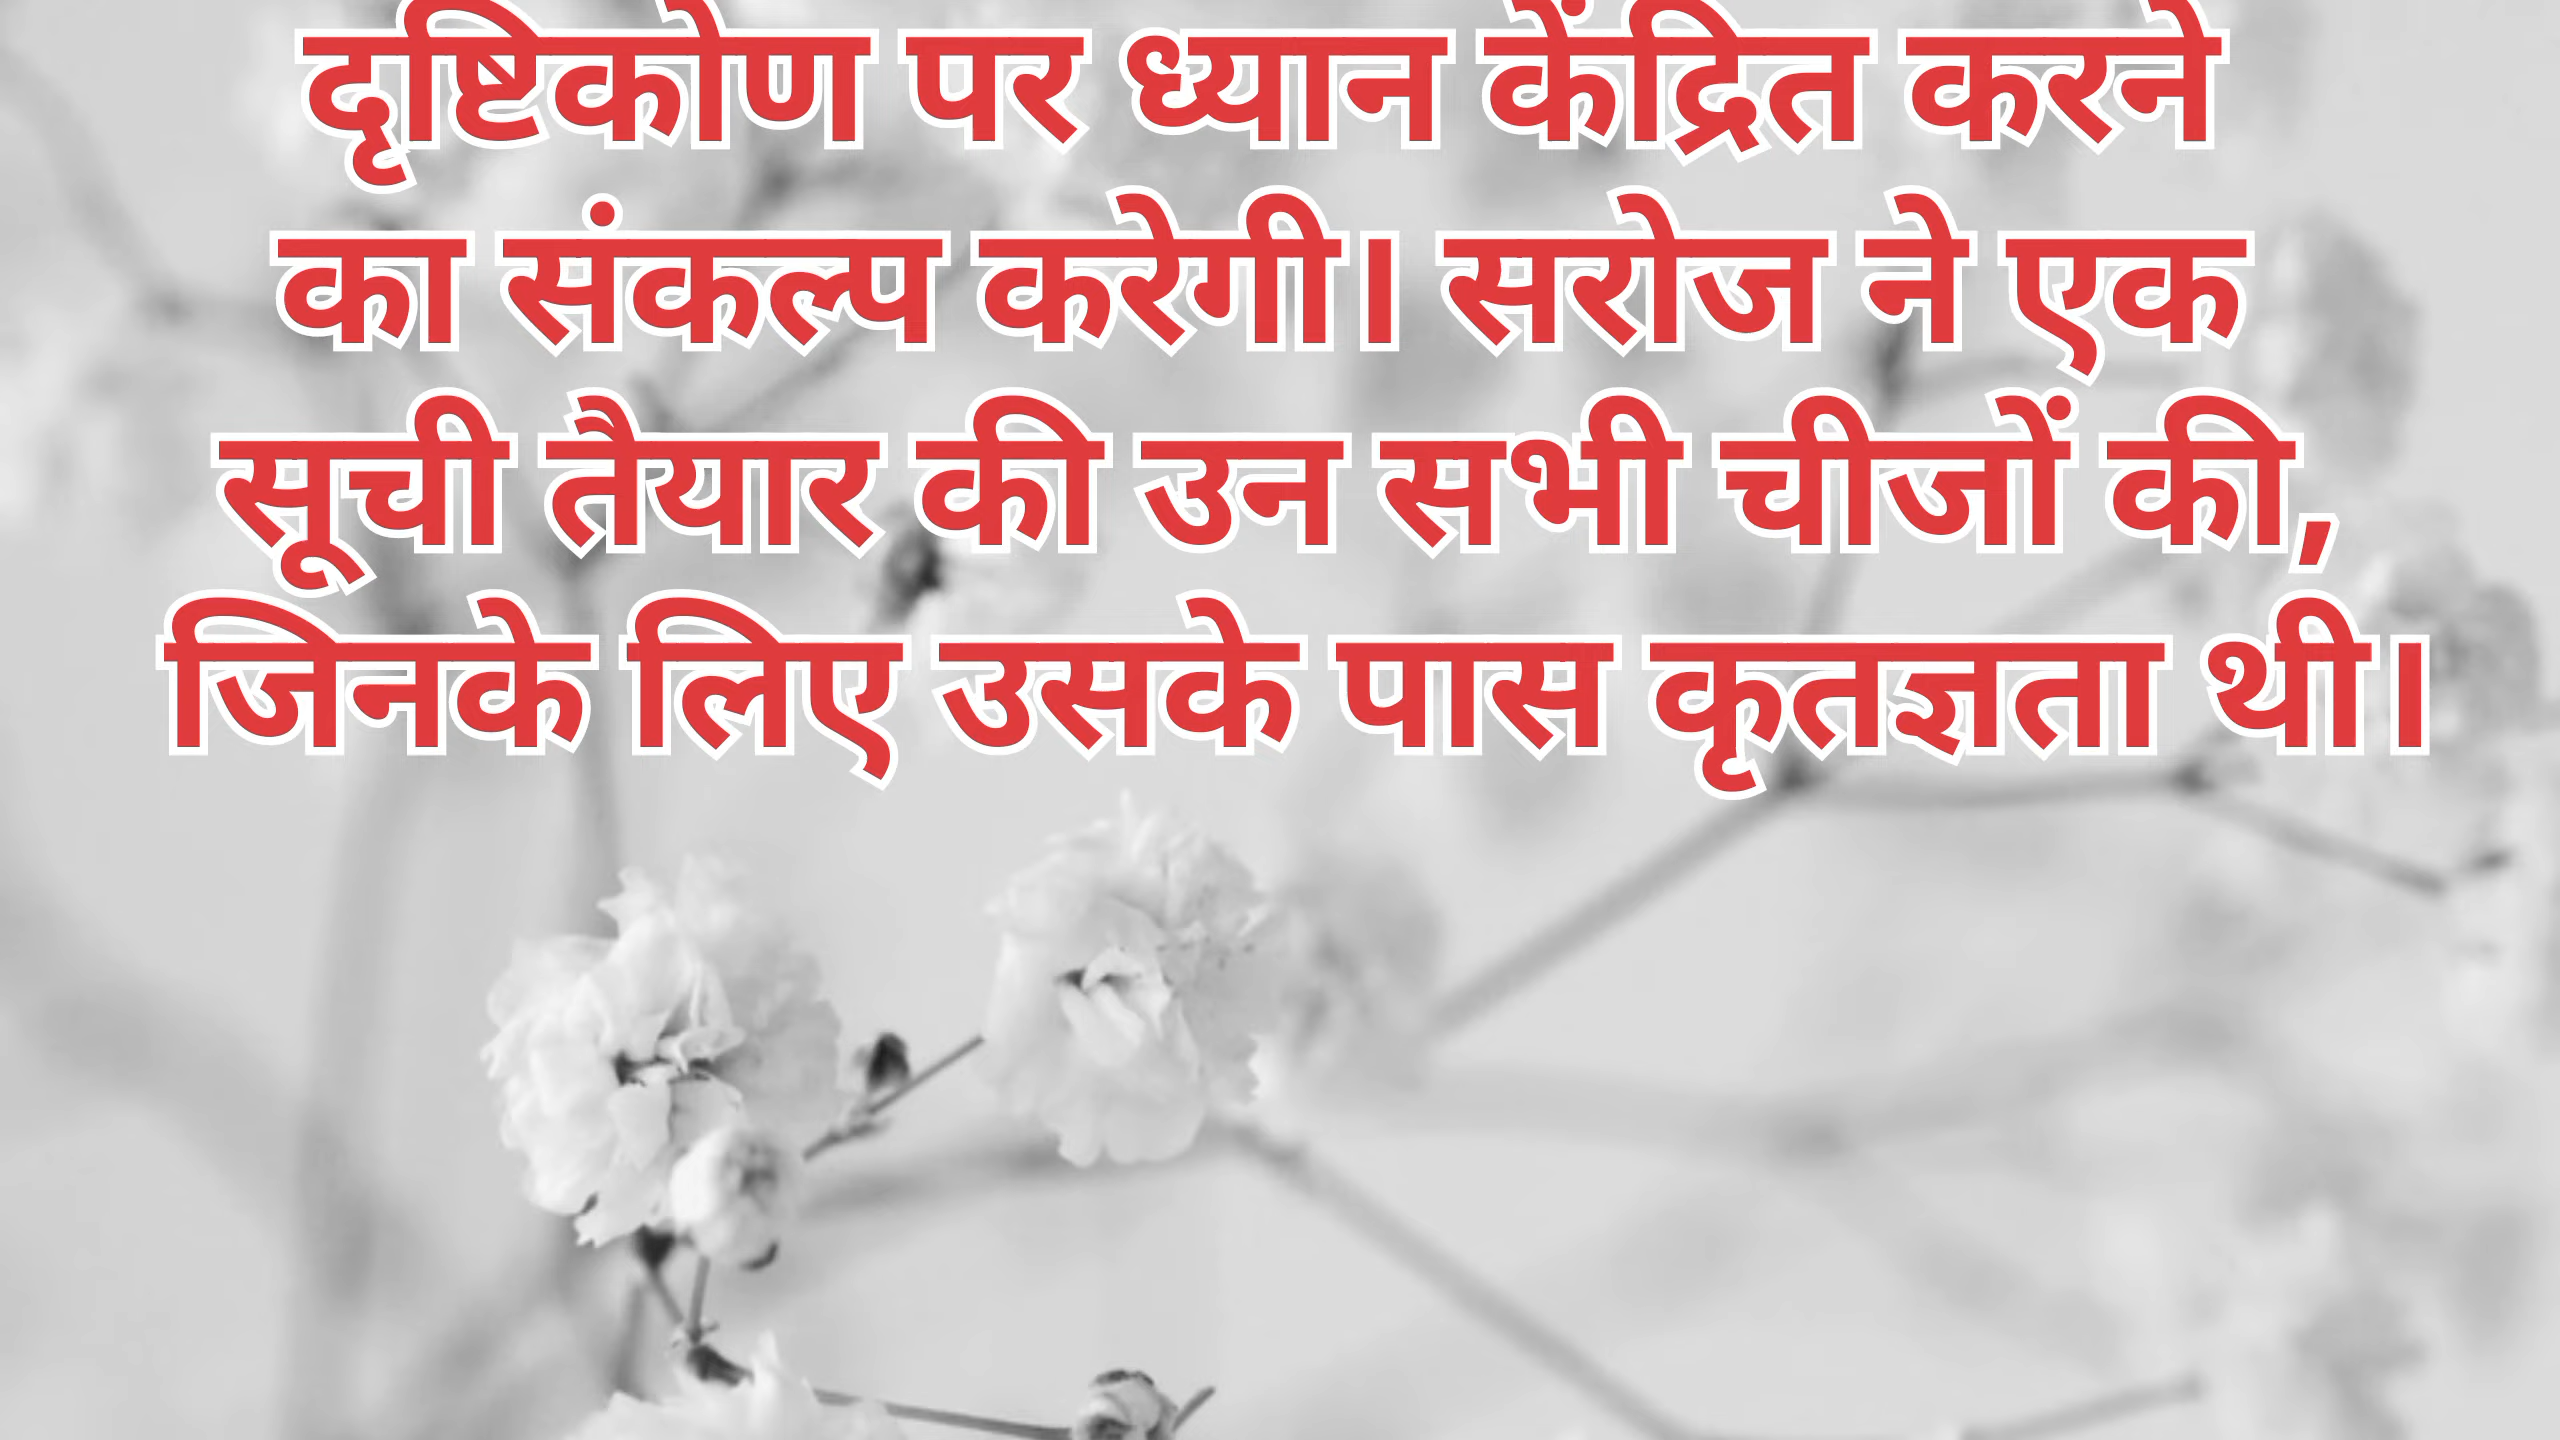 दृष्टिकोण पर ध्यान केंद्रित करने
का संकल्प करेगी। सरोज ने एक
सूची तैयार की उन सभी चीजों की,
जिनके लिए उसके पास कृतज्ञता थी।